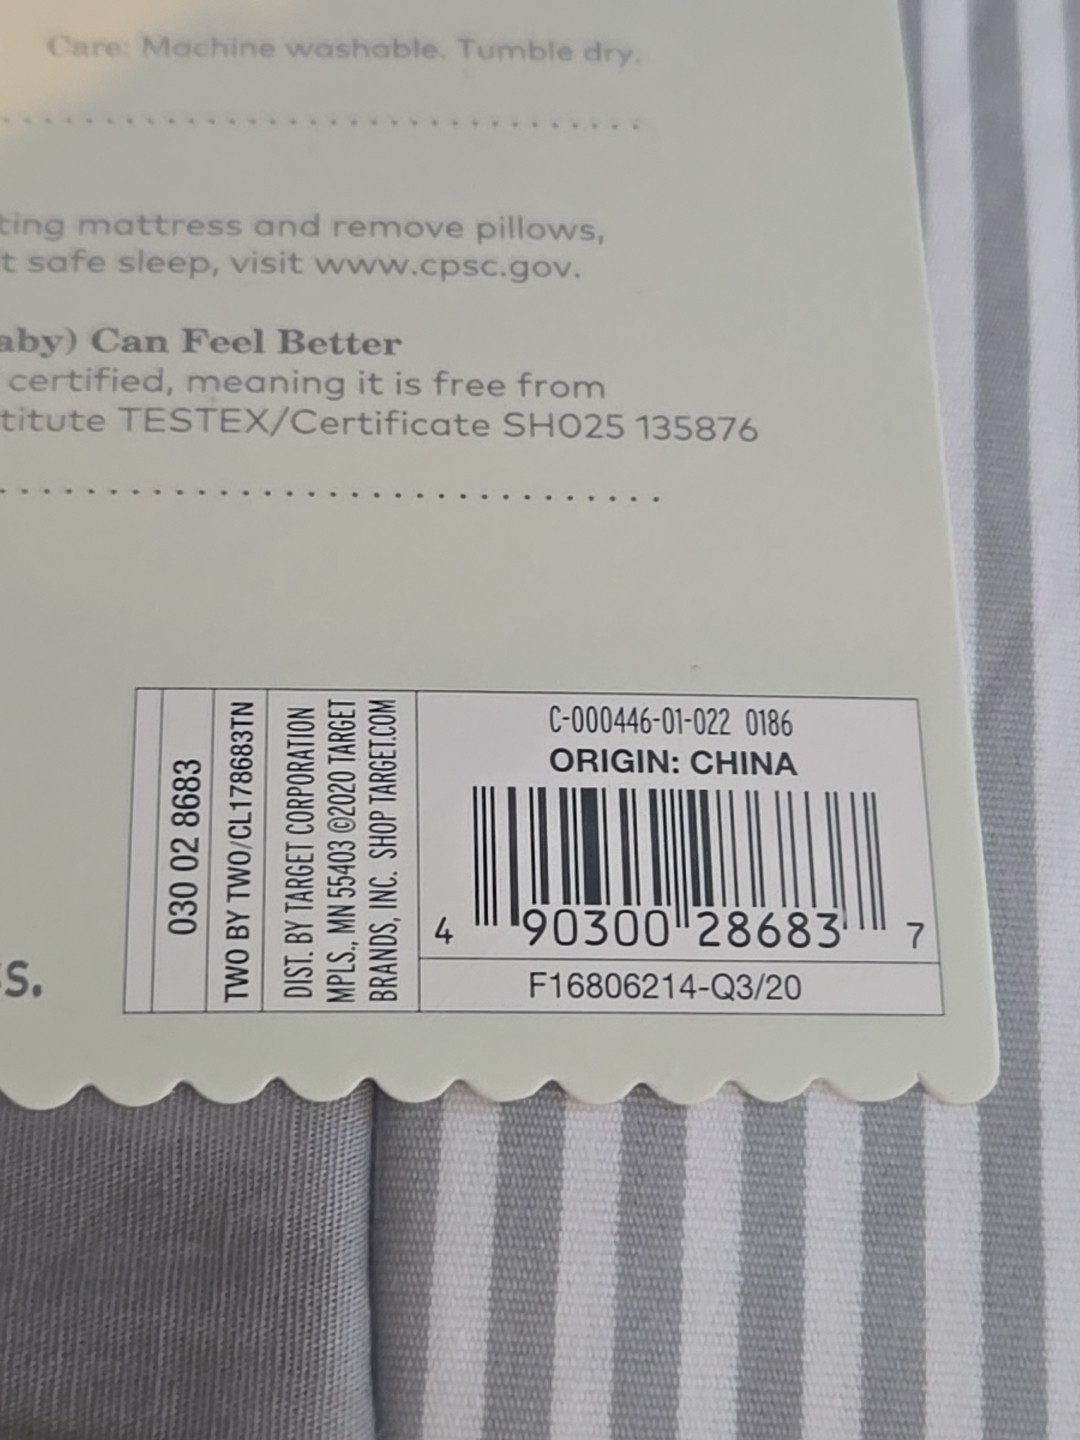 Care: Machine washable. Tumble dry.
ting mattress and remove pillows,
t safe sleep, visit www.cpsc.gov.
aby) Can Feel Better
certified, meaning it is free from
titute TESTEX/Certificate SH025 135876
s.
030 02 8683
TWO BY TWO/CL178683TN
DIST. BY TARGET CORPORATION
MPLS., MN 55403 ©2020 TARGET
BRANDS, INC. SHOP TARGET.COM
C-000446-01-022 0186
ORIGIN: CHINA
4 90300 28683 7
F16806214-Q3/20